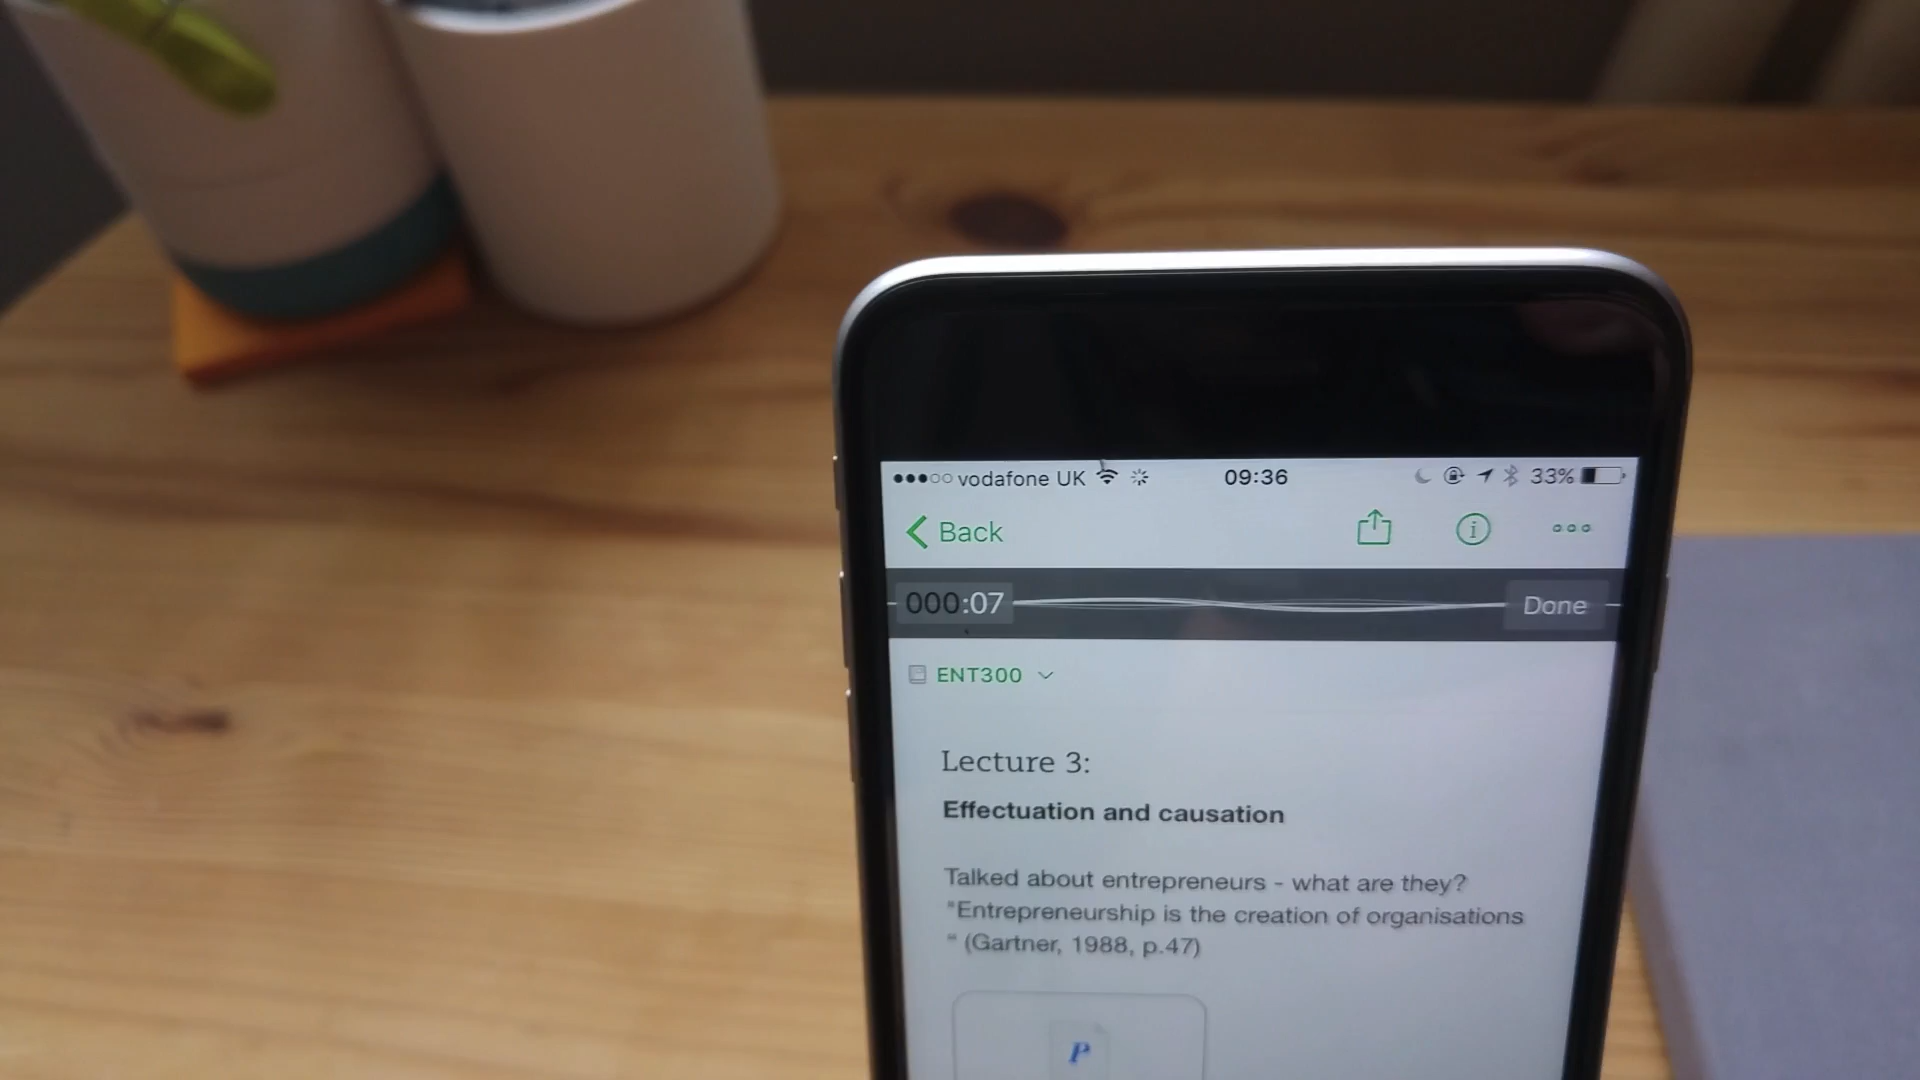 vodafone UK 09:36 33%
Back
000:07 Done
ENT300
Lecture 3:
Effectuation and causation
Talked about entrepreneurs - what are they?
"Entrepreneurship is the creation of organisations
" (Gartner, 1988, p.47)
P